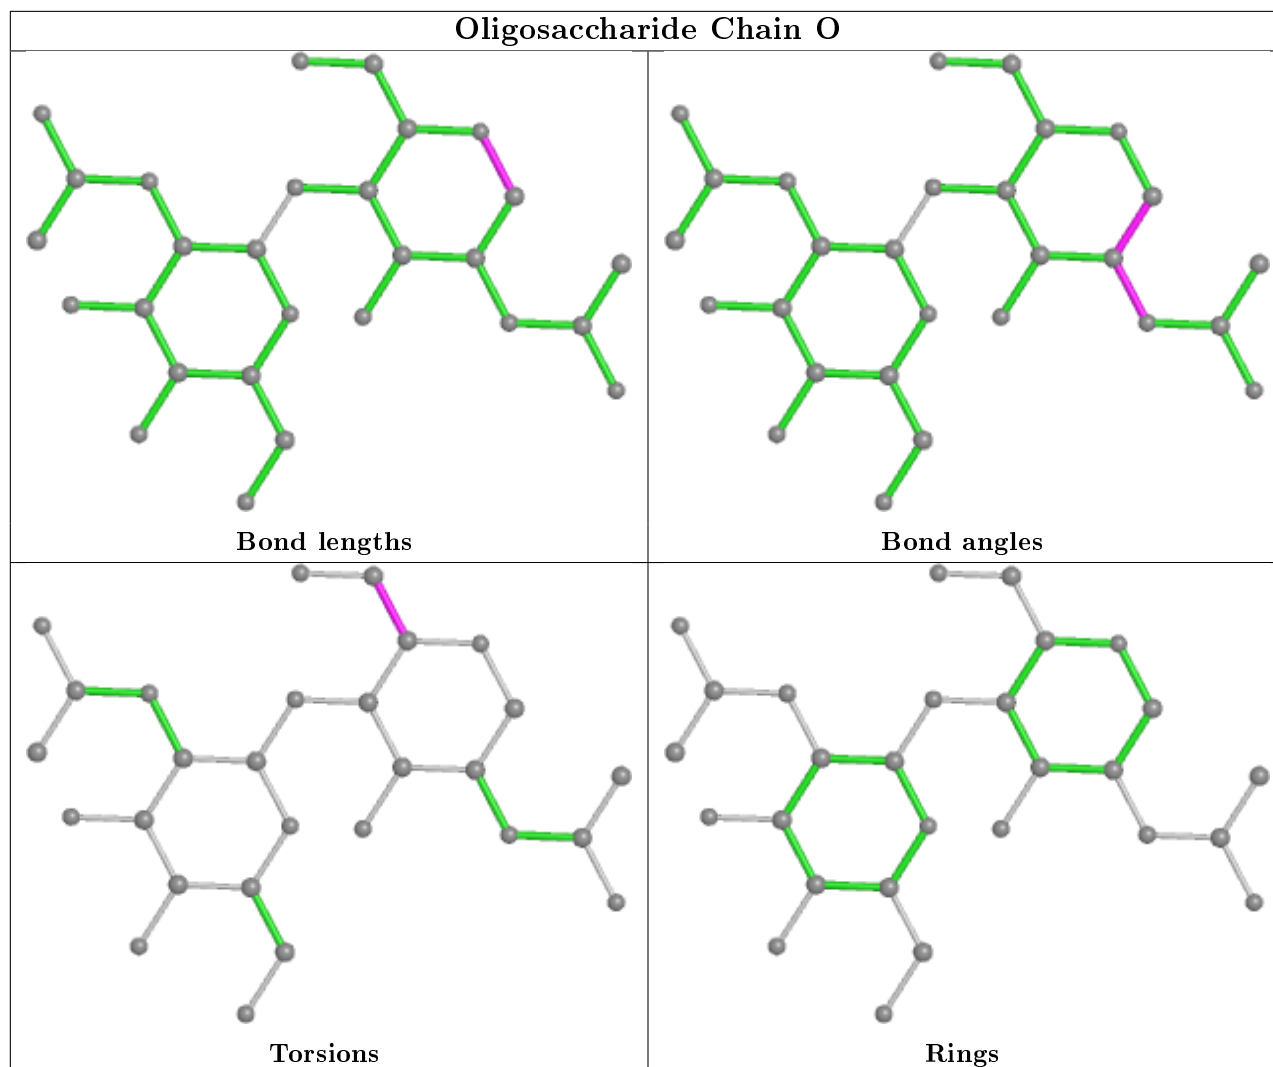 Oligosaccharide Chain O
Bond lengths
Bond angles
Torsions
Rings